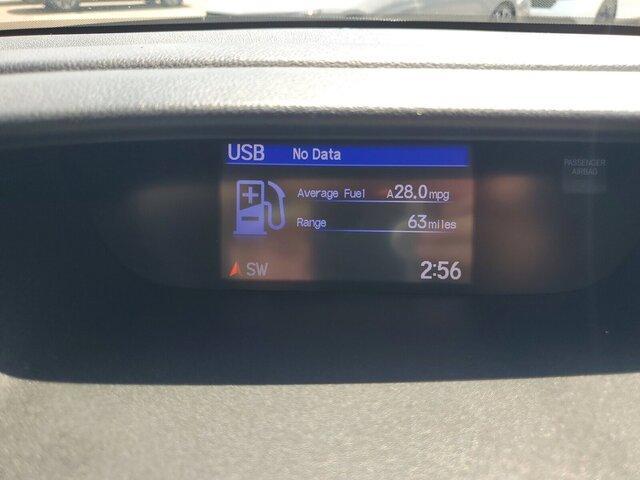 USB No Data
Average Fuel A28.0mpg
Range 63miles
SW 2:56
PASSENGER
AIRBAG